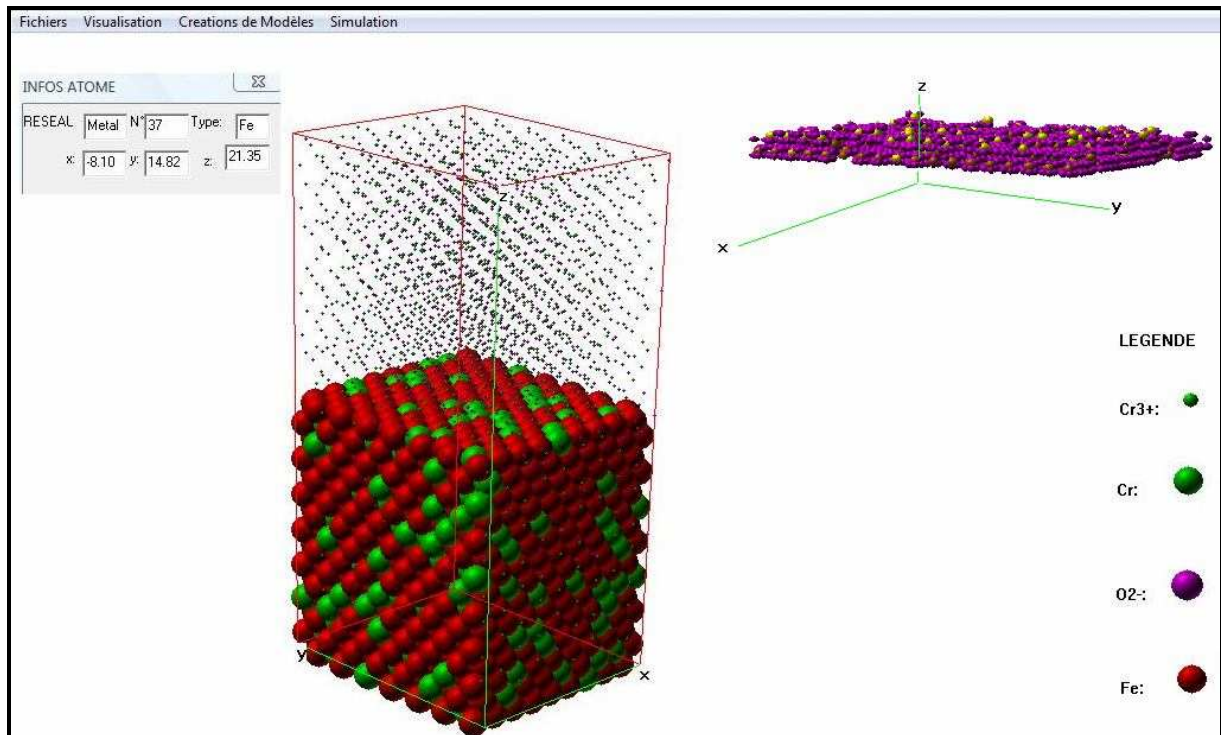 Fichiers Visualisation Creations de Modèles Simulation
INFOS ATOME
RESEAL Metal N° 37 Type: Fe
x: -8.10 y: 14.82 z: 21.35
z
z
y
x
y
x
LEGENDE
Cr3+:
Cr:
O2-:
Fe: